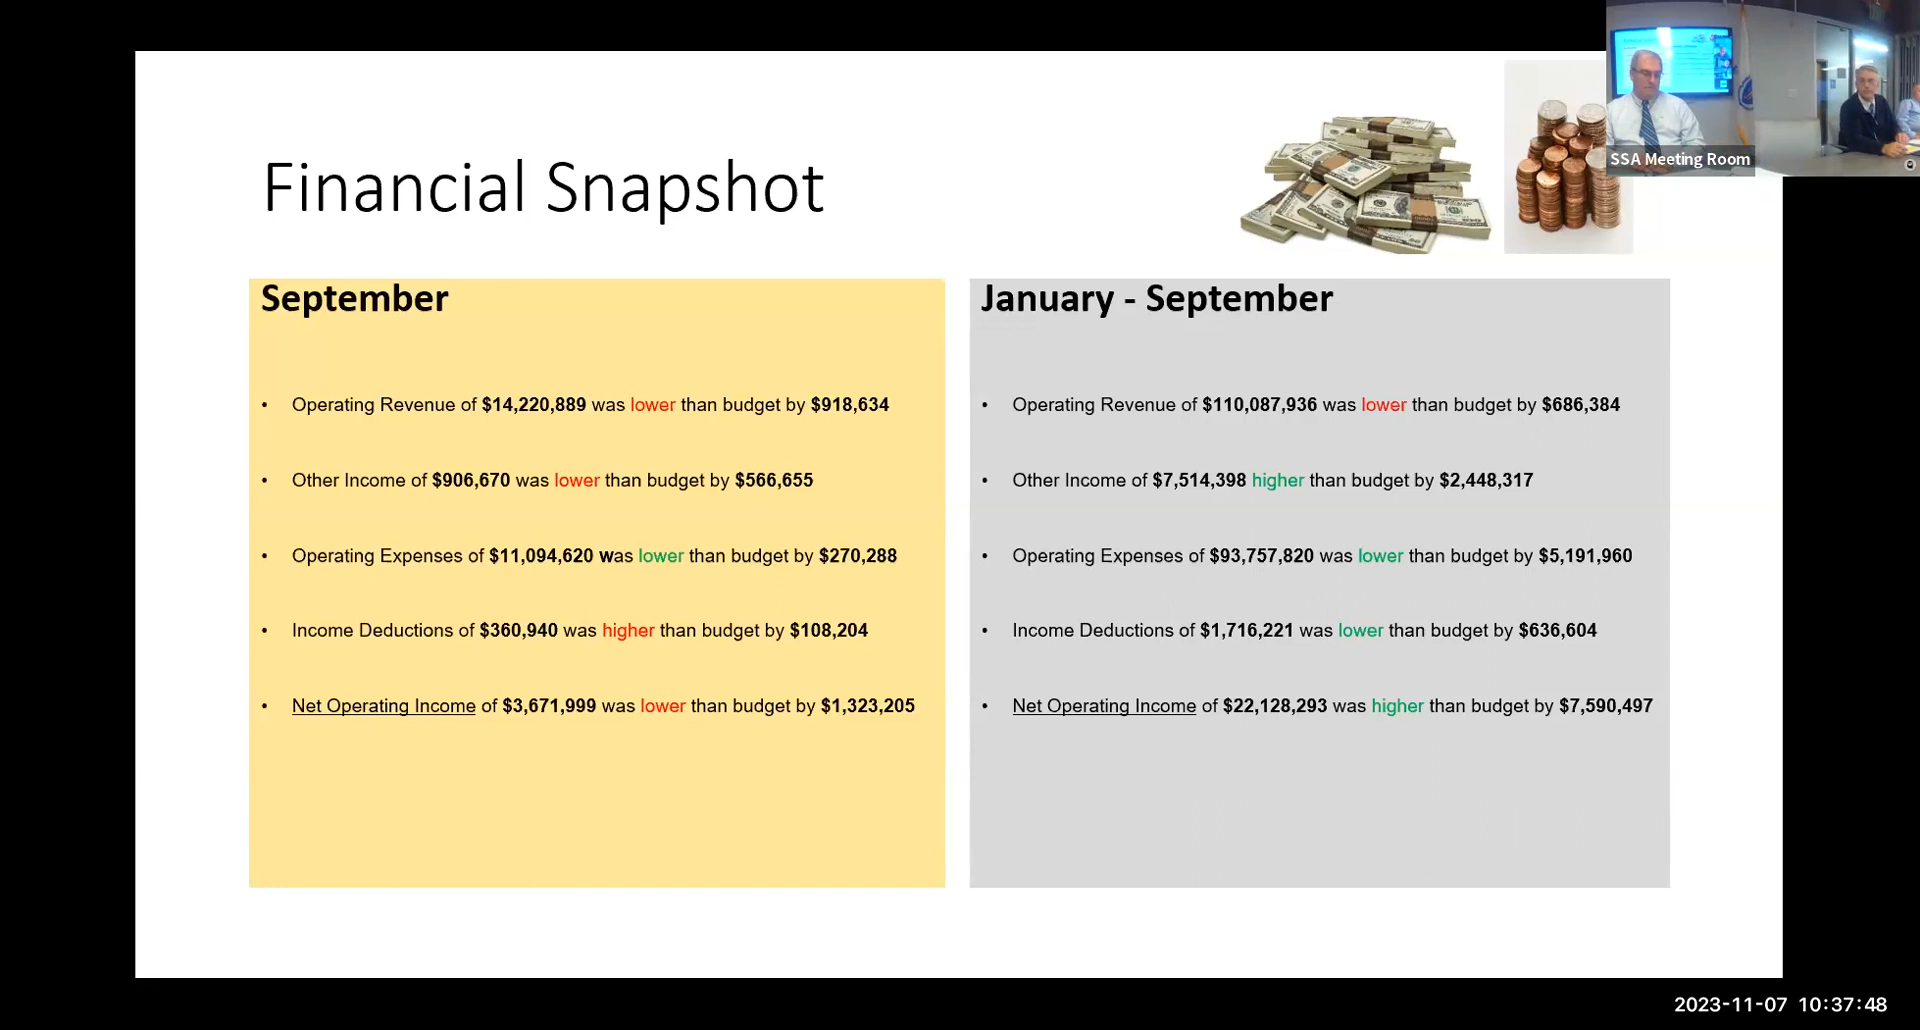 SSA Meeting Room
Financial Snapshot
September
• Operating Revenue of $14,220,889 was lower than budget by $918,634
• Other Income of $906,670 was lower than budget by $566,655
• Operating Expenses of $11,094,620 was lower than budget by $270,288
• Income Deductions of $360,940 was higher than budget by $108,204
• Net Operating Income of $3,671,999 was lower than budget by $1,323,205
January - September
• Operating Revenue of $110,087,936 was lower than budget by $686,384
• Other Income of $7,514,398 higher than budget by $2,448,317
• Operating Expenses of $93,757,820 was lower than budget by $5,191,960
• Income Deductions of $1,716,221 was lower than budget by $636,604
• Net Operating Income of $22,128,293 was higher than budget by $7,590,497
2023-11-07 10:37:48